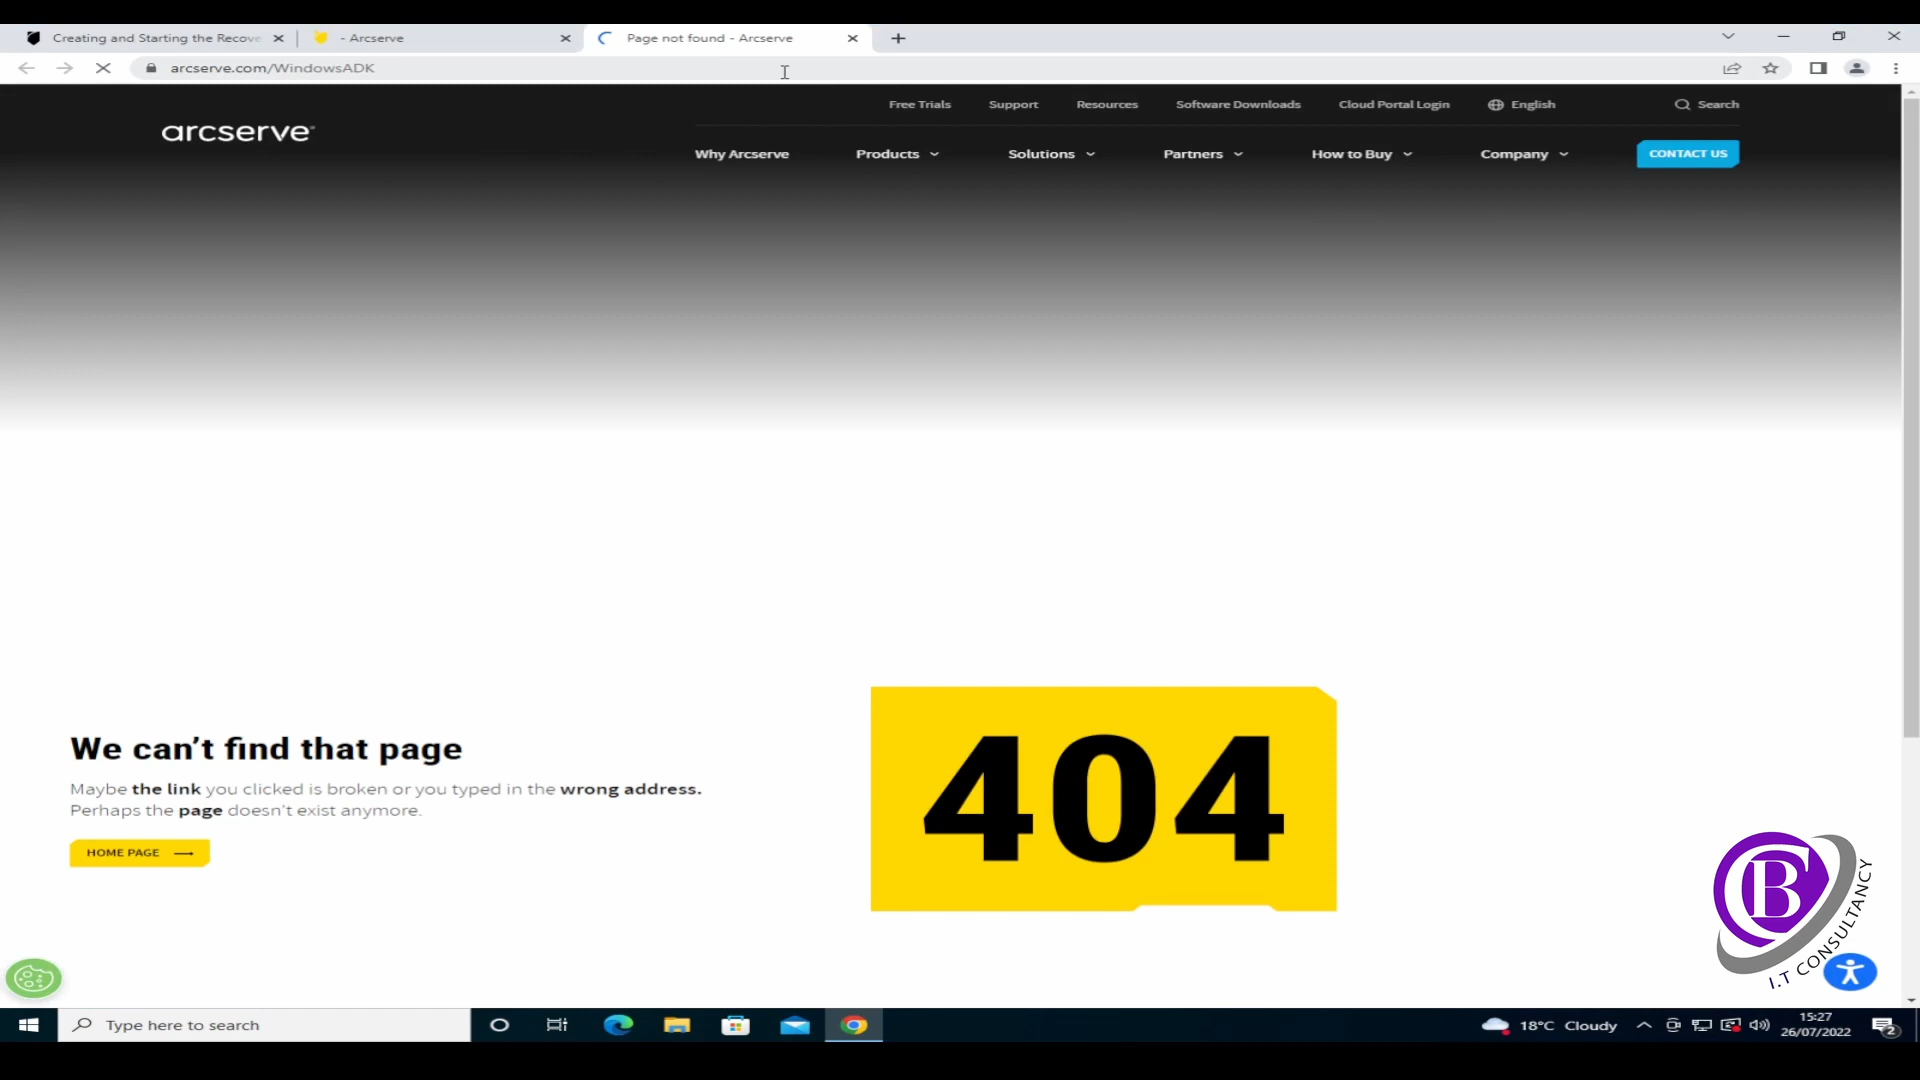 Creating and Starting the Recove
- Arcserve
Page not found - Arcserve
arcserve.com/WindowsADK
Free Trials
Support
Resources
Software Downloads
Cloud Portal Login
English
Search
arcserve
Why Arcserve
Products
Solutions
Partners
How to Buy
Company
CONTACT US
We can't find that page
Maybe the link you clicked is broken or you typed in the wrong address.
Perhaps the page doesn't exist anymore.
HOME PAGE
404
CB
I.T CONSULTANCY
Type here to search
18°C Cloudy
15:27
26/07/2022
2